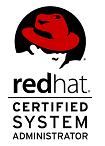 redhat.
CERTIFIED
SYSTEM
ADMINISTRATOR